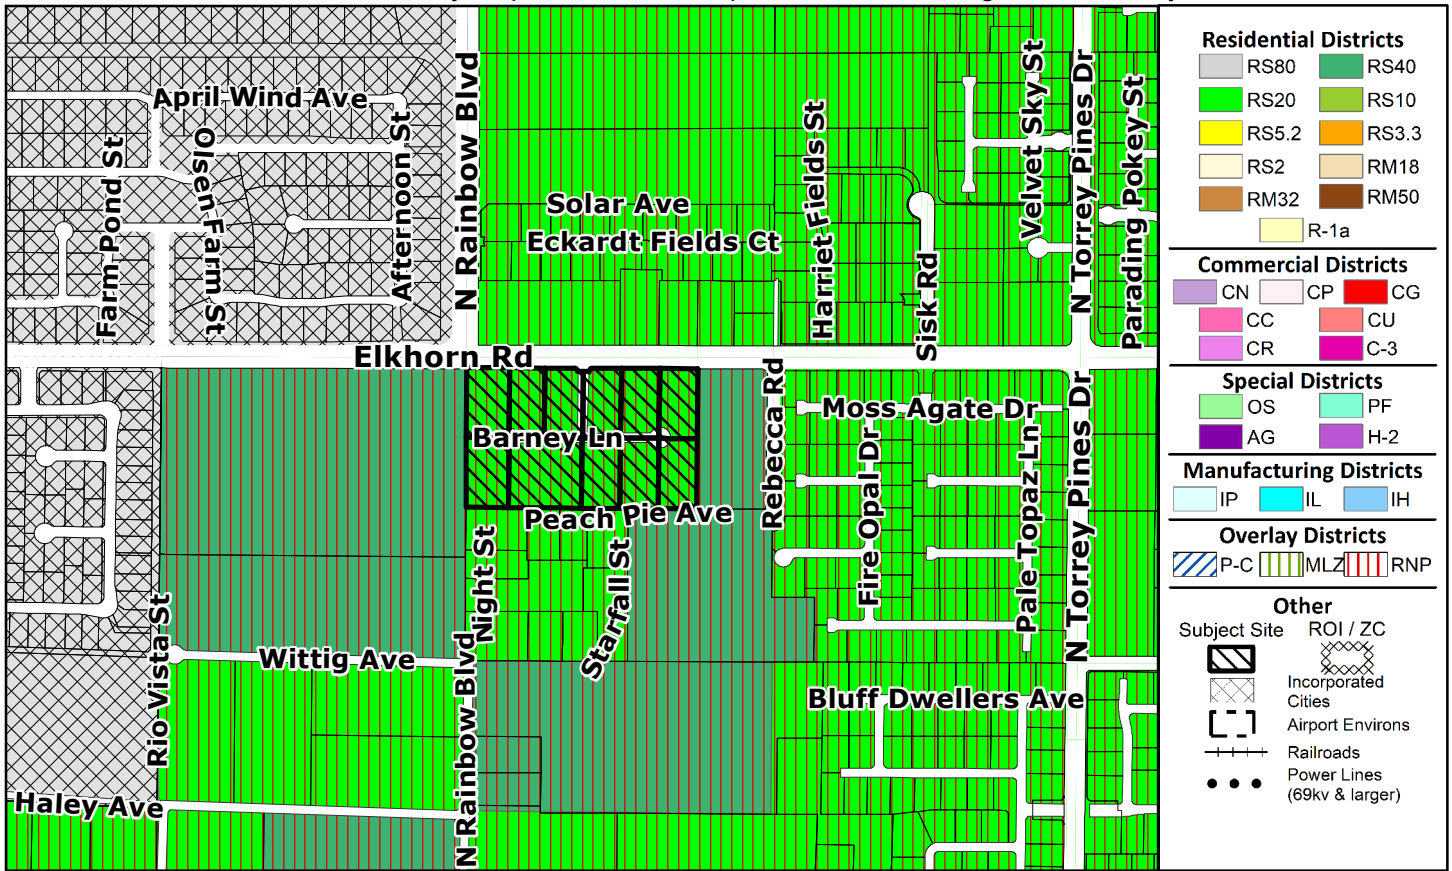 April Wind Ave
Olsen Farm St
Farm Pond St
Afternoon St
N Rainbow Blvd
Solar Ave
Eckardt Fields Ct
Harriet Fields St
Sisk Rd
Velvet Sky St
N Torrey Pines Dr
Parading Pokey St
Elkhorn Rd
Barney Ln
Peach Pie Ave
Rebecca Rd
Moss Agate Dr
Fire Opal Dr
Pale Topaz Ln
N Torrey Pines Dr
Night St
Starfall St
Rio Vista St
Wittig Ave
N Rainbow Blvd
Bluff Dwellers Ave
Haley Ave
Residential Districts
RS80 RS40
RS20 RS10
RS5.2 RS3.3
RS2 RM18
RM32 RM50
R-1a
Commercial Districts
CN CP CG
CC CU
CR C-3
Special Districts
OS PF
AG H-2
Manufacturing Districts
IP IL IH
Overlay Districts
P-C MLZ RNP
Other
Subject Site ROI / ZC
Incorporated
Cities
Airport Environs
Railroads
Power Lines
(69kv & larger)